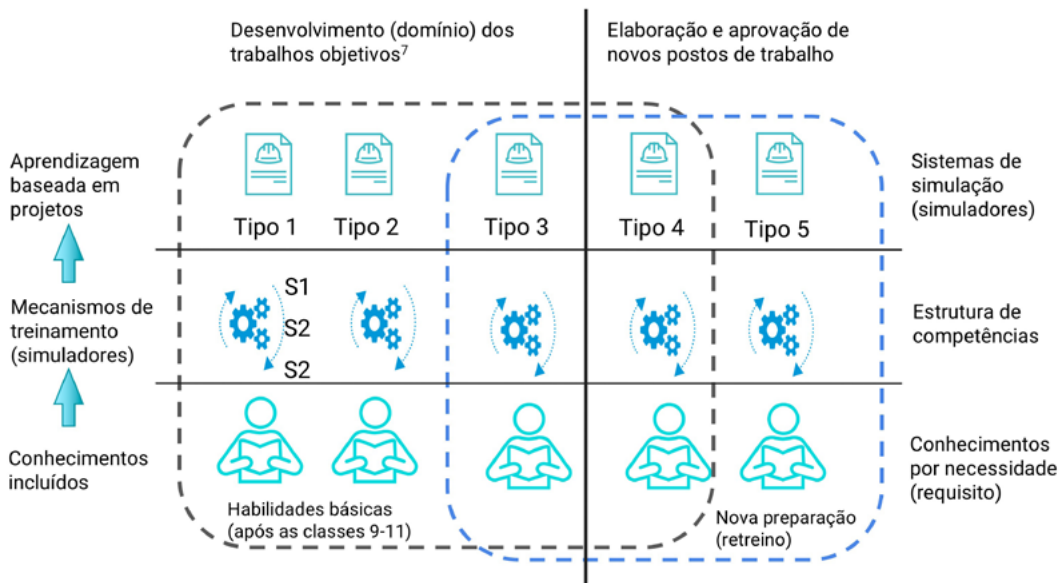 Desenvolvimento (domínio) dos
trabalhos objetivos⁷
Elaboração e aprovação de
novos postos de trabalho
Aprendizagem
baseada em
projetos
Tipo 1
Tipo 2
Tipo 3
Tipo 4
Tipo 5
Sistemas de
simulação
(simuladores)
Mecanismos de
treinamento
(simuladores)
S1
S2
S2
Estrutura de
competências
Conhecimentos
incluídos
Conhecimentos
por necessidade
(requisito)
Habilidades básicas
(após as classes 9-11)
Nova preparação
(retreino)